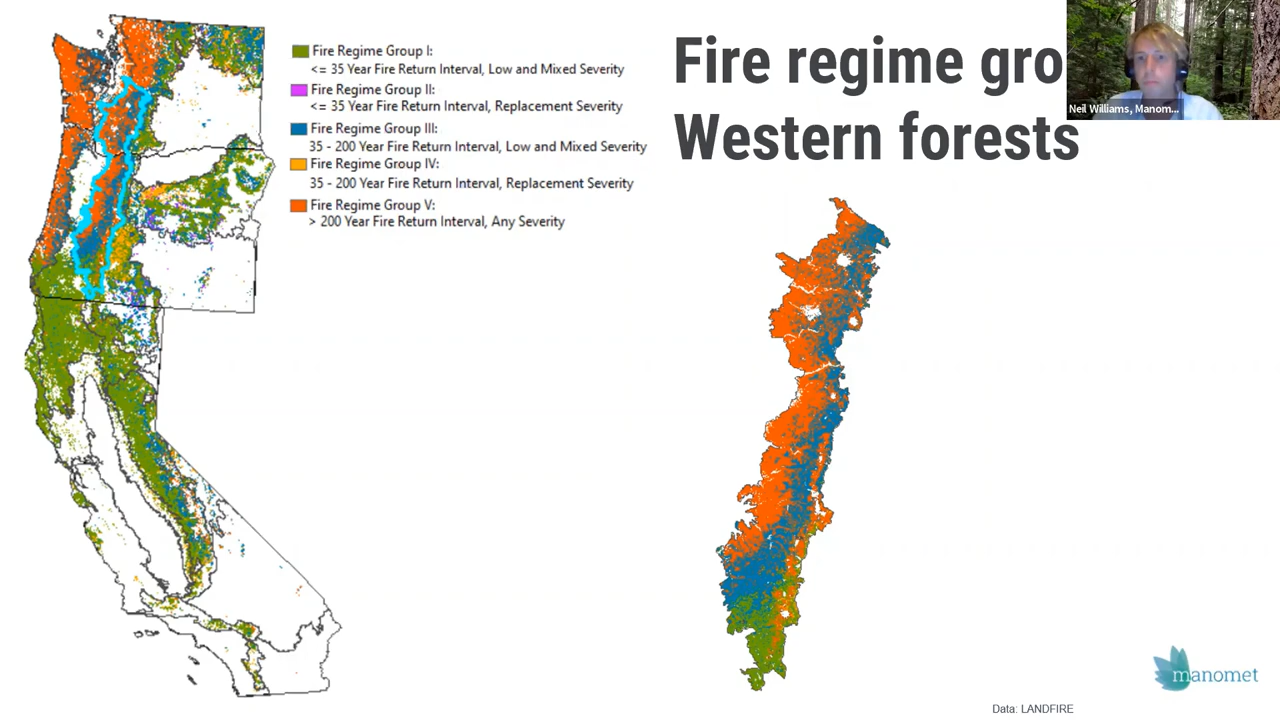 Fire Regime Group I:
<= 35 Year Fire Return Interval, Low and Mixed Severity
Fire Regime Group II:
<= 35 Year Fire Return Interval, Replacement Severity
Fire Regime Group III:
35 - 200 Year Fire Return Interval, Low and Mixed Severity
Fire Regime Group IV:
35 - 200 Year Fire Return Interval, Replacement Severity
Fire Regime Group V:
> 200 Year Fire Return Interval, Any Severity
Fire regime gro
Western forests
Neil Williams, Manom...
manomet
Data: LANDFIRE